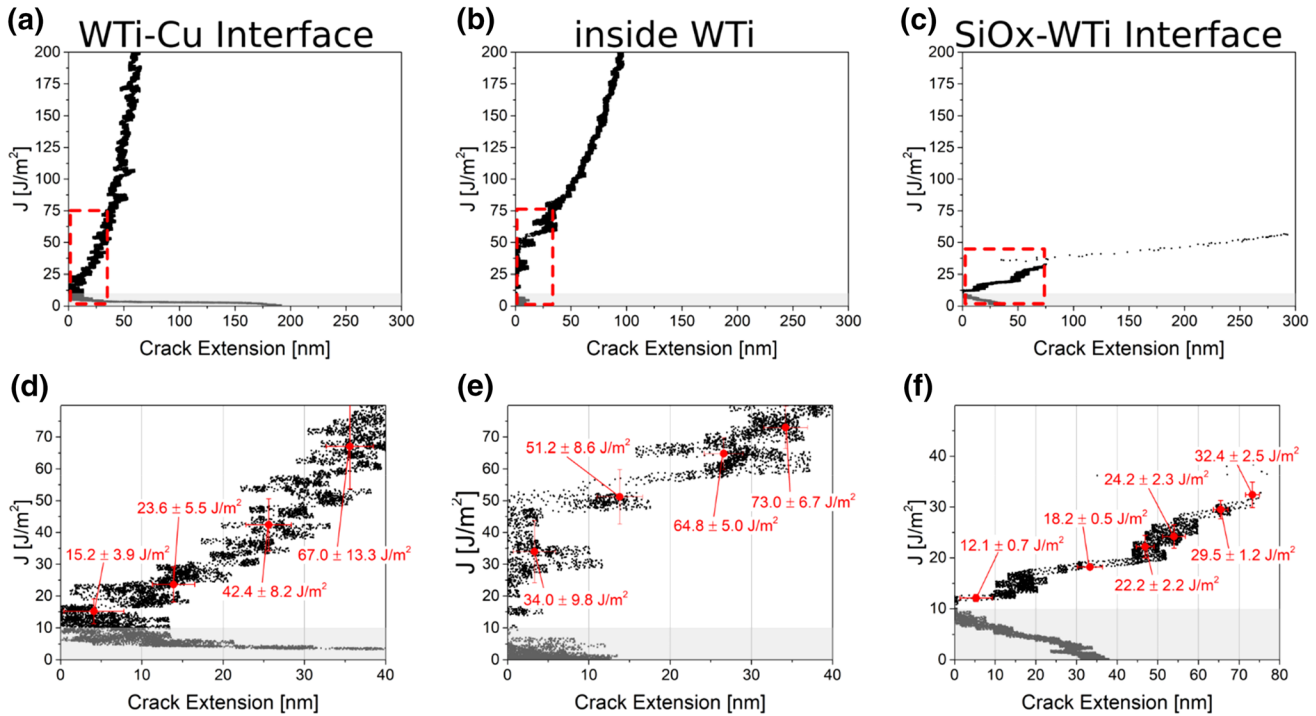 (a)
WTi-Cu Interface
(b)
inside WTi
(c)
SiOx-WTi Interface
J [J/m²]
200
175
150
125
100
75
50
25
0
0 50 100 150 200 250 300
Crack Extension [nm]
J [J/m²]
200
175
150
125
100
75
50
25
0
0 50 100 150 200 250 300
Crack Extension [nm]
J [J/m²]
200
175
150
125
100
75
50
25
0
0 50 100 150 200 250 300
Crack Extension [nm]
(d)
J [J/m²]
70
60
50
40
30
20
10
0
15.2 ± 3.9 J/m²
23.6 ± 5.5 J/m²
42.4 ± 8.2 J/m²
67.0 ± 13.3 J/m²
0 10 20 30 40
Crack Extension [nm]
(e)
J [J/m²]
70
60
50
40
30
20
10
0
51.2 ± 8.6 J/m²
34.0 ± 9.8 J/m²
64.8 ± 5.0 J/m²
73.0 ± 6.7 J/m²
0 10 20 30 40
Crack Extension [nm]
(f)
J [J/m²]
40
30
20
10
0
12.1 ± 0.7 J/m²
18.2 ± 0.5 J/m²
24.2 ± 2.3 J/m²
32.4 ± 2.5 J/m²
29.5 ± 1.2 J/m²
22.2 ± 2.2 J/m²
0 10 20 30 40 50 60 70 80
Crack Extension [nm]